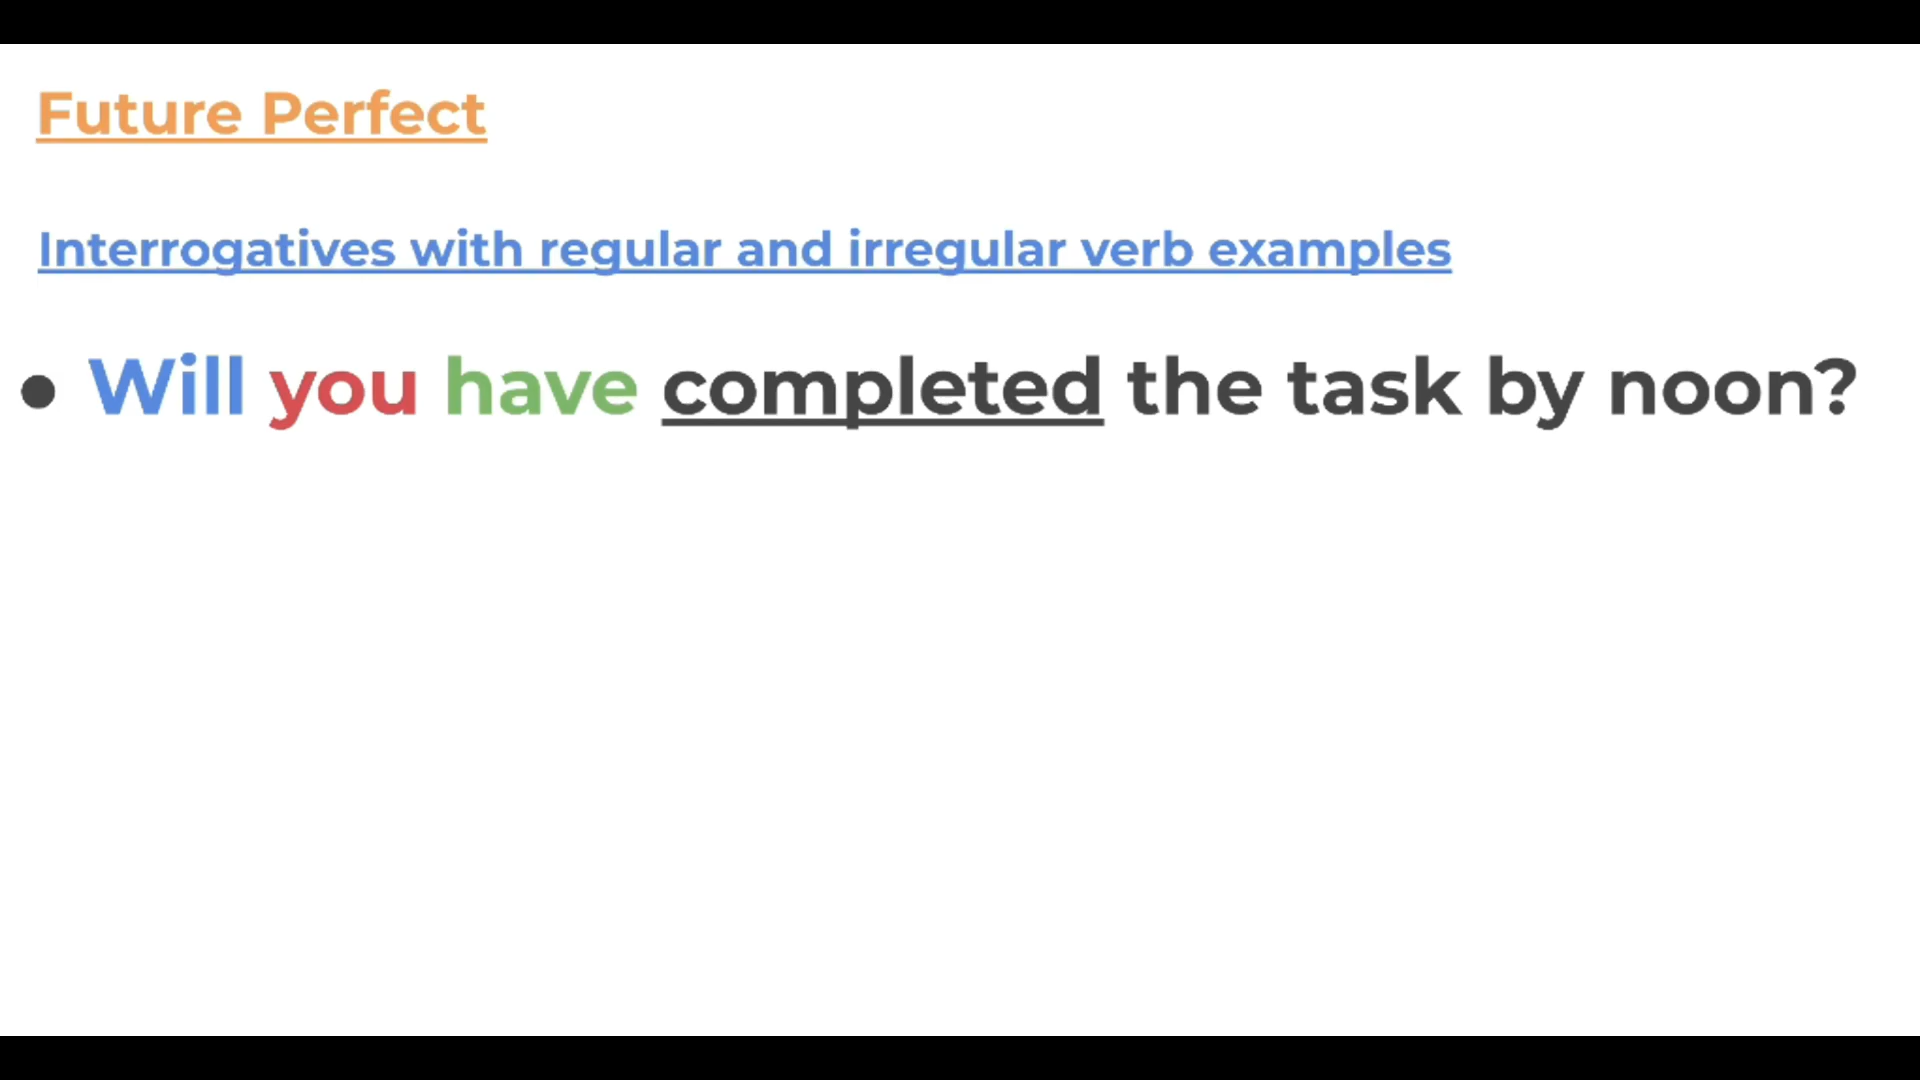 Future Perfect
Interrogatives with regular and irregular verb examples
● Will you have completed the task by noon?